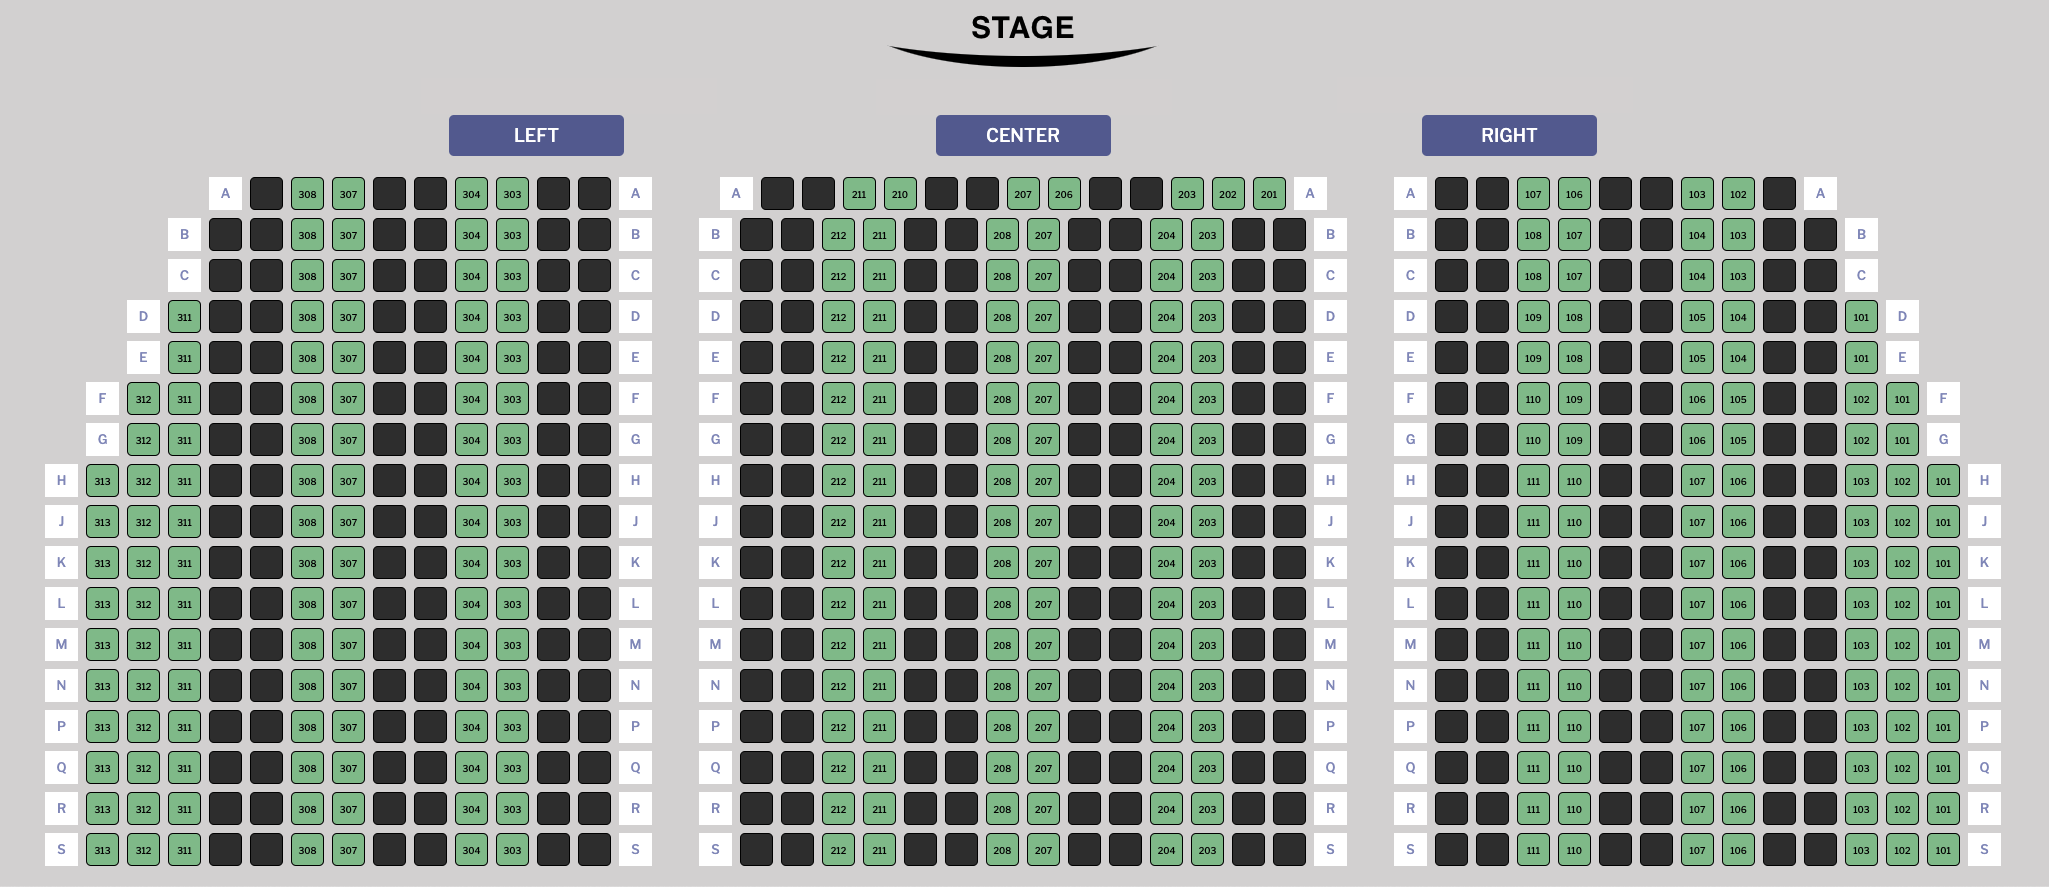 STAGE
LEFT CENTER RIGHT
A 308 307 304 303 A A 211 210 207 206 203 202 201 A A 107 106 103 102 A
B 308 307 304 303 B B 212 211 208 207 204 203 B B 108 107 104 103 B
C 308 307 304 303 C C 212 211 208 207 204 203 C C 108 107 104 103 C
D 311 308 307 304 303 D D 212 211 208 207 204 203 D D 109 108 105 104 101 D
E 311 308 307 304 303 E E 212 211 208 207 204 203 E E 109 108 105 104 101 E
F 312 311 308 307 304 303 F F 212 211 208 207 204 203 F F 110 109 106 105 102 101 F
G 312 311 308 307 304 303 G G 212 211 208 207 204 203 G G 110 109 106 105 102 101 G
H 313 312 311 308 307 304 303 H H 212 211 208 207 204 203 H H 111 110 107 106 103 102 101 H
J 313 312 311 308 307 304 303 J J 212 211 208 207 204 203 J J 111 110 107 106 103 102 101 J
K 313 312 311 308 307 304 303 K K 212 211 208 207 204 203 K K 111 110 107 106 103 102 101 K
L 313 312 311 308 307 304 303 L L 212 211 208 207 204 203 L L 111 110 107 106 103 102 101 L
M 313 312 311 308 307 304 303 M M 212 211 208 207 204 203 M M 111 110 107 106 103 102 101 M
N 313 312 311 308 307 304 303 N N 212 211 208 207 204 203 N N 111 110 107 106 103 102 101 N
P 313 312 311 308 307 304 303 P P 212 211 208 207 204 203 P P 111 110 107 106 103 102 101 P
Q 313 312 311 308 307 304 303 Q Q 212 211 208 207 204 203 Q Q 111 110 107 106 103 102 101 Q
R 313 312 311 308 307 304 303 R R 212 211 208 207 204 203 R R 111 110 107 106 103 102 101 R
S 313 312 311 308 307 304 303 S S 212 211 208 207 204 203 S S 111 110 107 106 103 102 101 S